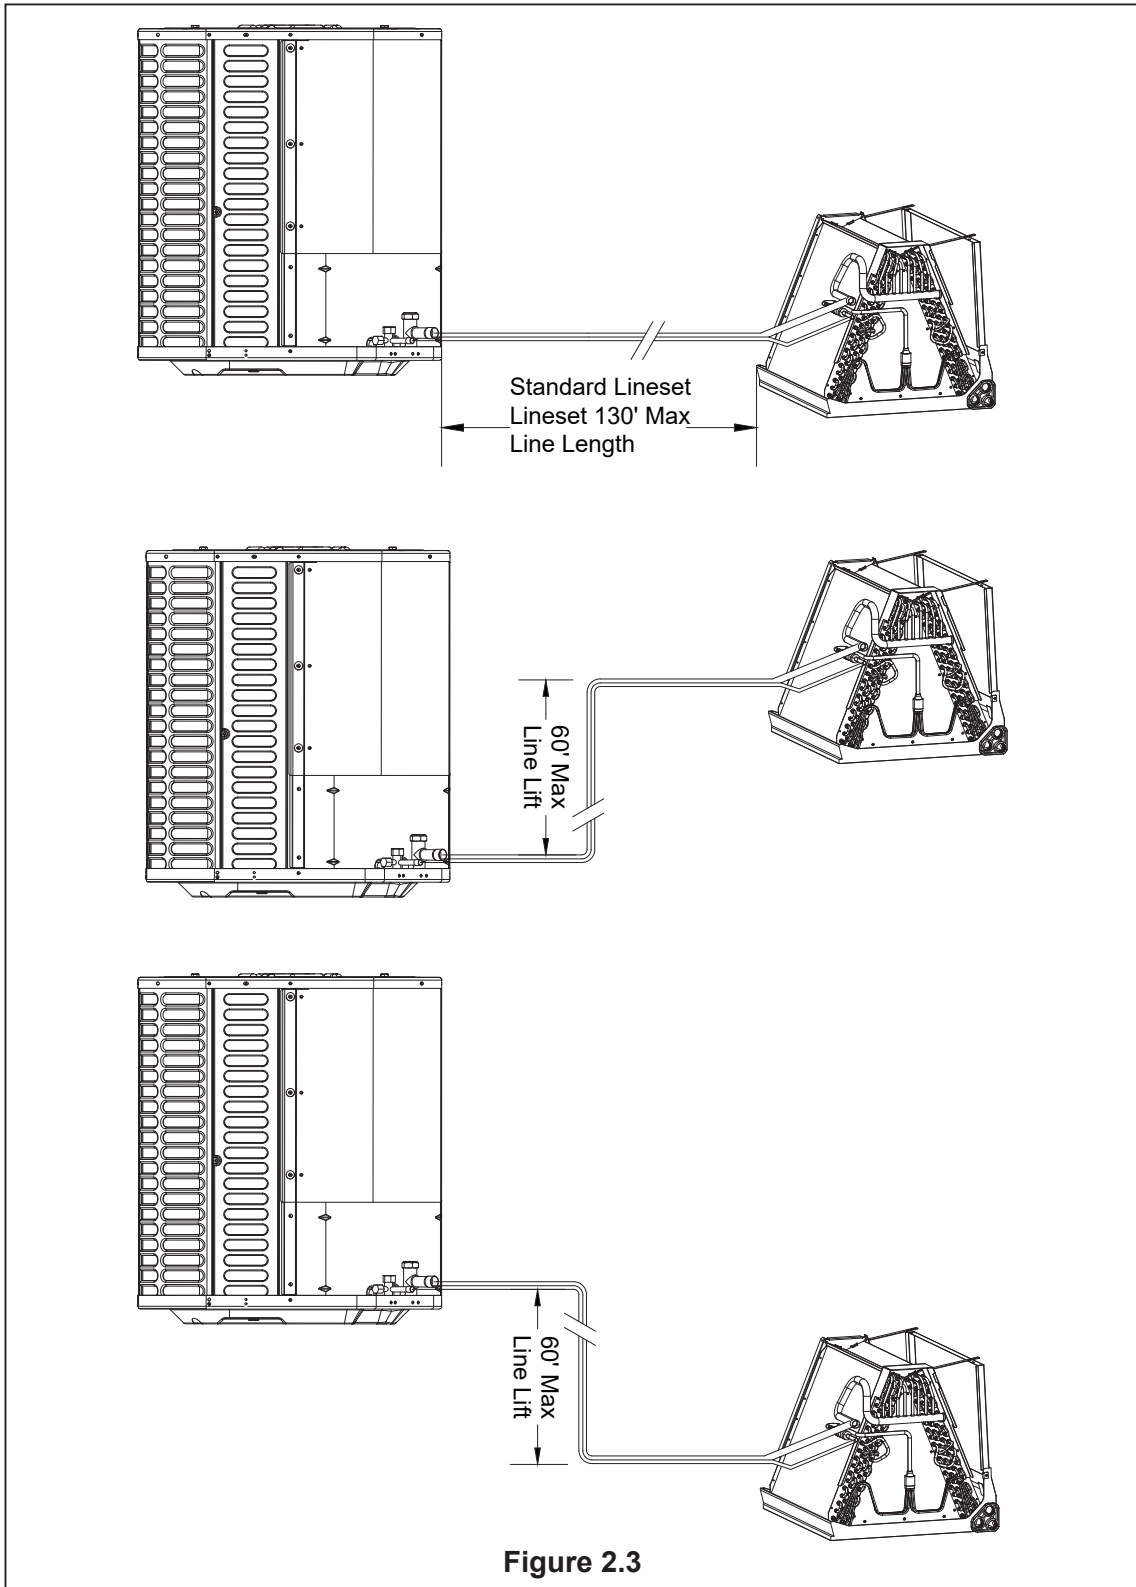 Standard Lineset
Lineset 130' Max
Line Length
60' Max
Line Lift
60' Max
Line Lift
Figure 2.3